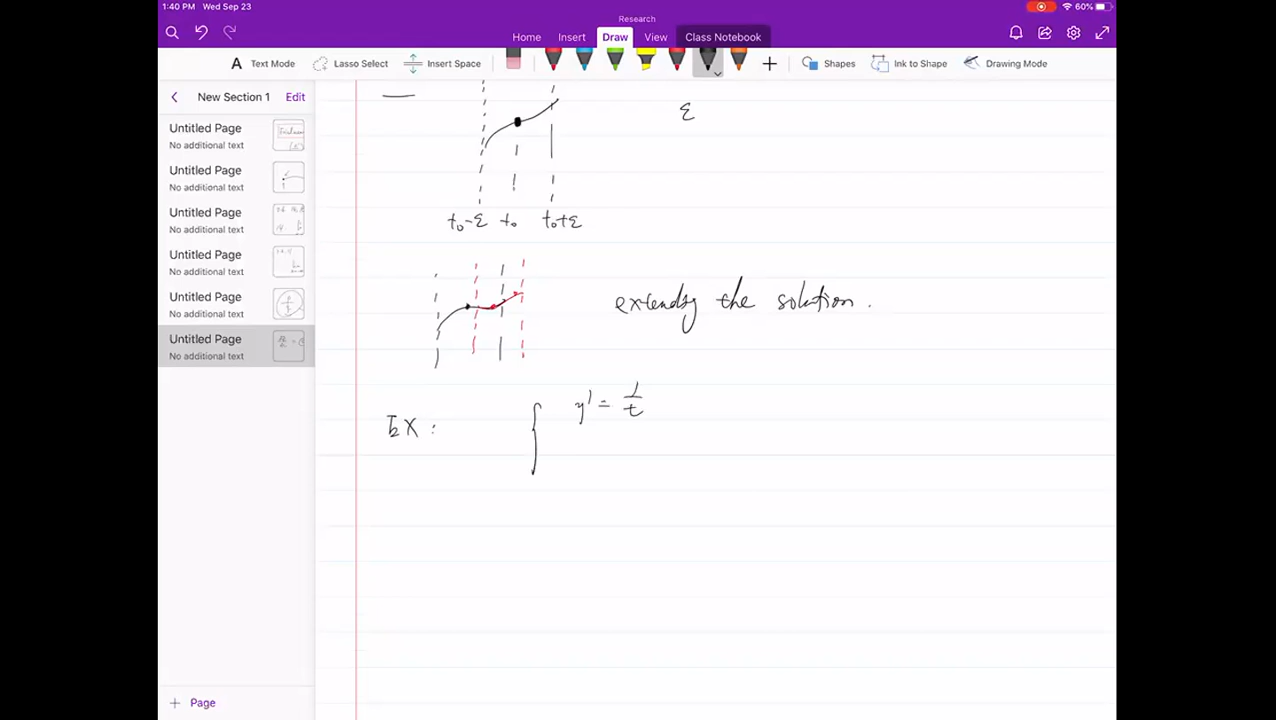 1:40 PM Wed Sep 23
60%
Research
Home Insert Draw View Class Notebook
A Text Mode Lasso Select Insert Space Shapes Ink to Shape Drawing Mode
New Section 1 Edit
Untitled Page
No additional text
Untitled Page
No additional text
Untitled Page
No additional text
Untitled Page
No additional text
Untitled Page
No additional text
Untitled Page
No additional text
Page
ε
t₀-ε t₀ t₀+ε
extendg the solution .
EX :
y' = 1/t